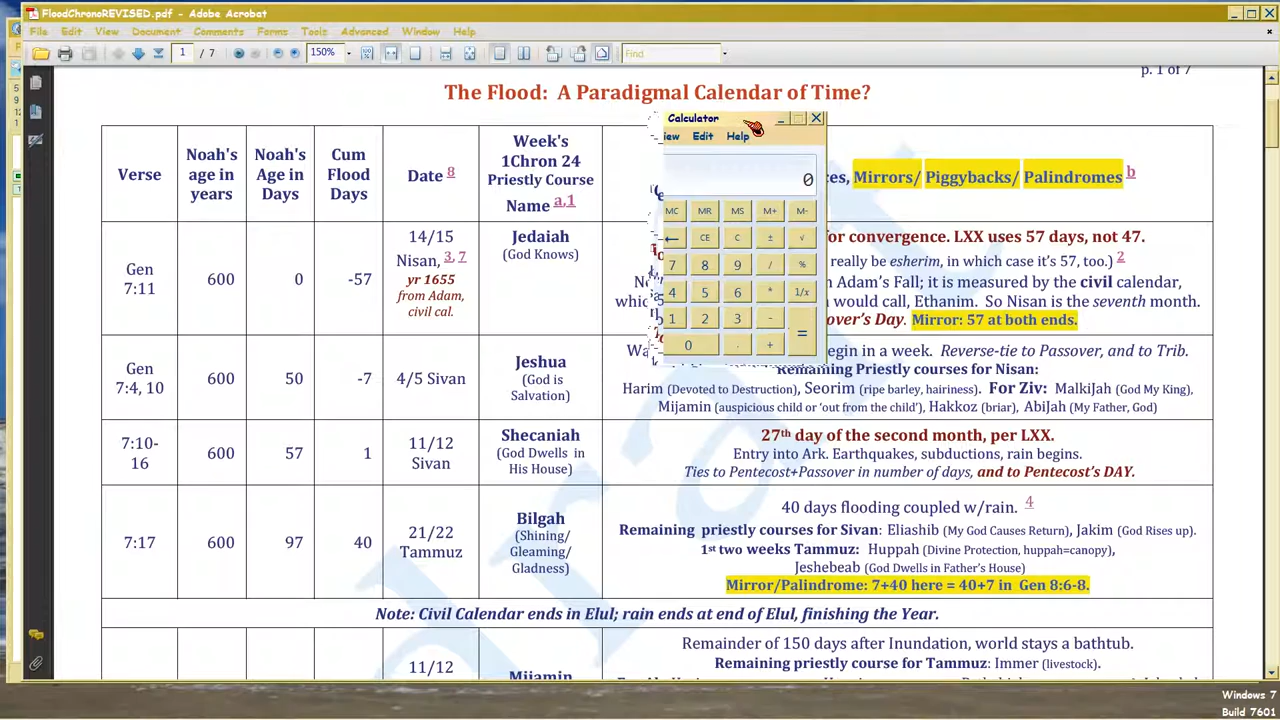 FloodChronoREVISED.pdf - Adobe Acrobat
File Edit View Document Comments Forms Tools Advanced Window Help
1 / 7 150% Find
p. 1 of 7
The Flood: A Paradigmal Calendar of Time?
Verse
Noah's age in years
Noah's Age in Days
Cum Flood Days
Date 8
Week's 1Chron 24 Priestly Course Name a,1
ces, Mirrors/ Piggybacks/ Palindromes b
Calculator
iew Edit Help
0
MC MR MS M+ M-
← CE C ± √
7 8 9 / %
4 5 6 * 1/x
1 2 3 - =
0 . +
Gen 7:11
600
0
-57
14/15 Nisan, 3, 7
yr 1655
from Adam, civil cal.
Jedaiah
(God Knows)
for convergence. LXX uses 57 days, not 47.
really be esherim, in which case it's 57, too.) 2
m Adam's Fall; it is measured by the civil calendar,
whic would call, Ethanim. So Nisan is the seventh month.
over's Day. Mirror: 57 at both ends.
Gen 7:4, 10
600
50
-7
4/5 Sivan
Jeshua
(God is Salvation)
egin in a week. Reverse-tie to Passover, and to Trib.
Remaining Priestly courses for Nisan:
Harim (Devoted to Destruction), Seorim (ripe barley, hairiness). For Ziv: MalkiJah (God My King),
Mijamin (auspicious child or 'out from the child'), Hakkoz (briar), AbiJah (My Father, God)
7:10-16
600
57
1
11/12 Sivan
Shecaniah
(God Dwells in His House)
27th day of the second month, per LXX.
Entry into Ark. Earthquakes, subductions, rain begins.
Ties to Pentecost+Passover in number of days, and to Pentecost's DAY.
7:17
600
97
40
21/22 Tammuz
Bilgah
(Shining/ Gleaming/ Gladness)
40 days flooding coupled w/rain. 4
Remaining priestly courses for Sivan: Eliashib (My God Causes Return), Jakim (God Rises up).
1st two weeks Tammuz: Huppah (Divine Protection, huppah=canopy),
Jeshebeab (God Dwells in Father's House)
Mirror/Palindrome: 7+40 here = 40+7 in Gen 8:6-8.
Note: Civil Calendar ends in Elul; rain ends at end of Elul, finishing the Year.
11/12
Mijamin
Remainder of 150 days after Inundation, world stays a bathtub.
Remaining priestly course for Tammuz: Immer (livestock).
Windows 7
Build 7601